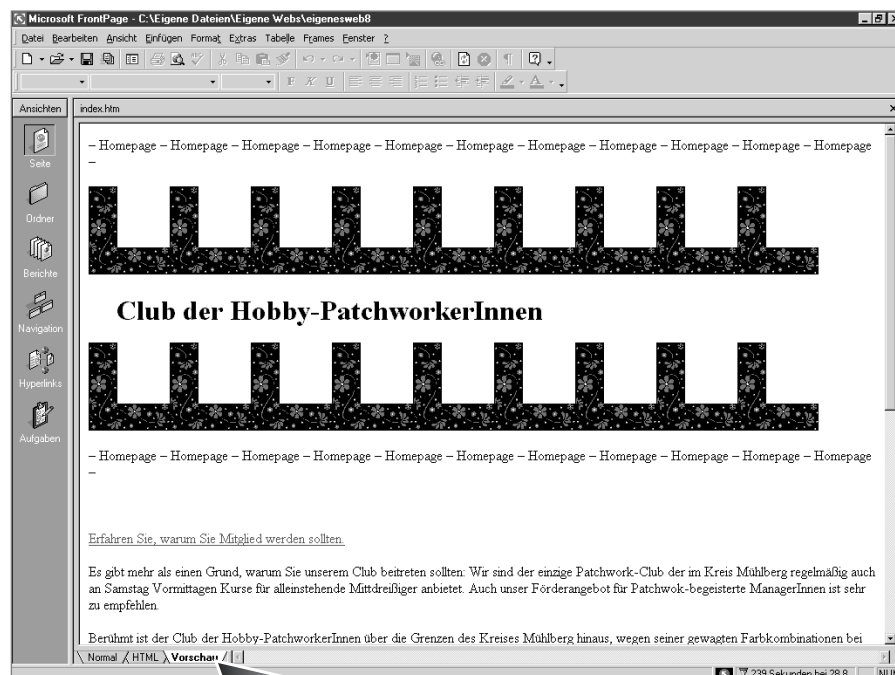 Microsoft FrontPage - C:\Eigene Dateien\Eigene Webs\eigenesweb8
Datei Bearbeiten Ansicht Einfügen Format Extras Tabelle Frames Fenster ?
F K U
A
Ansichten
index.htm
Seite
Ordner
Berichte
Navigation
Hyperlinks
Aufgaben
– Homepage – Homepage – Homepage – Homepage – Homepage – Homepage – Homepage – Homepage – Homepage – Homepage – Homepage
–
Club der Hobby-PatchworkerInnen
– Homepage – Homepage – Homepage – Homepage – Homepage – Homepage – Homepage – Homepage – Homepage – Homepage – Homepage
–
Erfahren Sie, warum Sie Mitglied werden sollten.
Es gibt mehr als einen Grund, warum Sie unserem Club beitreten sollten: Wir sind der einzige Patchwork-Club der im Kreis Mühlberg regelmäßig auch
an Samstag Vormittagen Kurse für alleinstehende Mittdreißiger anbietet. Auch unser Förderangebot für Patchwok-begeisterte ManagerInnen ist sehr
zu empfehlen.
Berühmt ist der Club der Hobby-PatchworkerInnen über die Grenzen des Kreises Mühlberg hinaus, wegen seiner gewagten Farbkombinationen bei
Normal HTML Vorschau
239 Sekunden bei 28.8 NUM